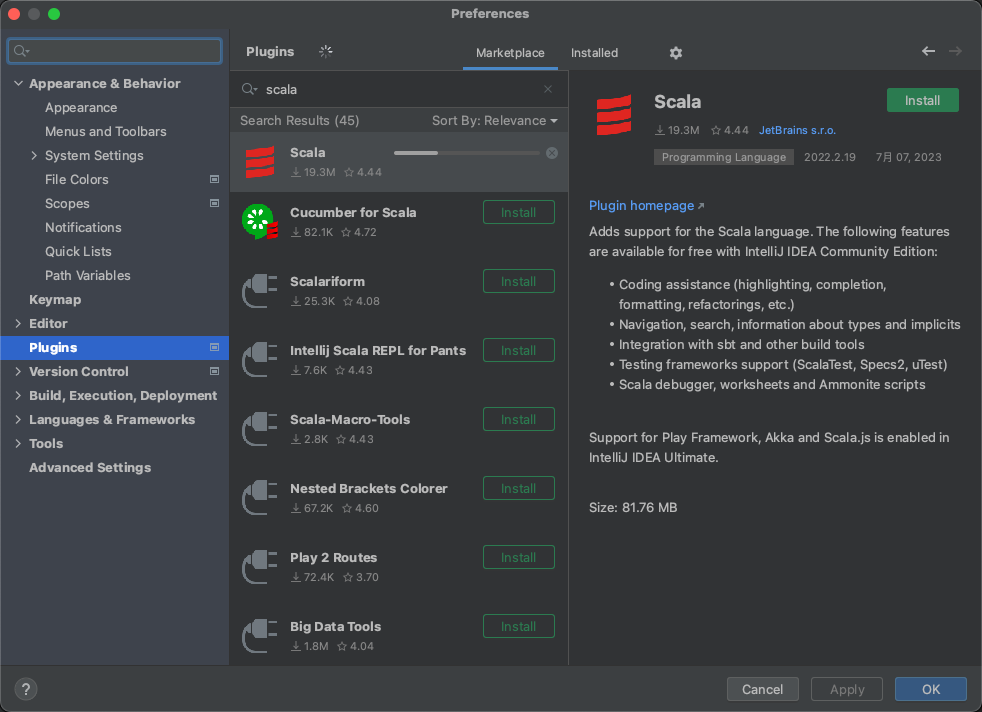 Preferences
Appearance & Behavior
Appearance
Menus and Toolbars
System Settings
File Colors
Scopes
Notifications
Quick Lists
Path Variables
Keymap
Editor
Plugins
Version Control
Build, Execution, Deployment
Languages & Frameworks
Tools
Advanced Settings
Plugins
Marketplace
Installed
scala
Search Results (45)
Sort By: Relevance
Scala
19.3M 4.44
Cucumber for Scala
82.1K 4.72
Install
Scalariform
25.3K 4.08
Install
Intellij Scala REPL for Pants
7.6K 4.43
Install
Scala-Macro-Tools
2.8K 4.43
Install
Nested Brackets Colorer
67.2K 4.60
Install
Play 2 Routes
72.4K 3.70
Install
Big Data Tools
1.8M 4.04
Install
Scala
Install
19.3M 4.44 JetBrains s.r.o.
Programming Language 2022.2.19 7月 07, 2023
Plugin homepage
Adds support for the Scala language. The following features
are available for free with IntelliJ IDEA Community Edition:
• Coding assistance (highlighting, completion,
formatting, refactorings, etc.)
• Navigation, search, information about types and implicits
• Integration with sbt and other build tools
• Testing frameworks support (ScalaTest, Specs2, uTest)
• Scala debugger, worksheets and Ammonite scripts
Support for Play Framework, Akka and Scala.js is enabled in
IntelliJ IDEA Ultimate.
Size: 81.76 MB
?
Cancel
Apply
OK